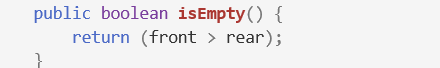 public boolean isEmpty() {
    return (front > rear);
}